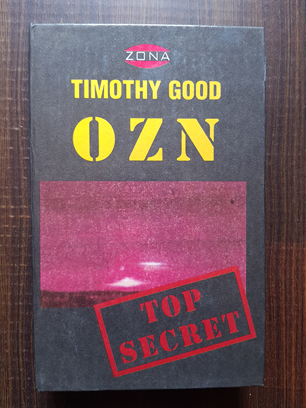 ZONA
TIMOTHY GOOD
OZN
TOP
SECRET